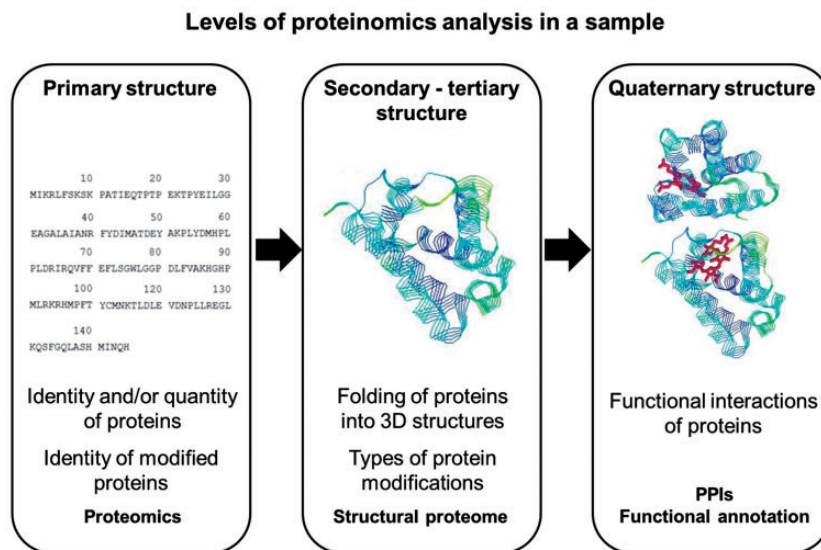 Levels of proteinomics analysis in a sample
Primary structure
10 20 30
MIKRLFSKSK PATIEQTPTP EKTPYEILGG
40 50 60
EAGALAIANR FYDIMATDEY AKPLYDMHPL
70 80 90
PLDRIRQVFF EFLSGWLGGP DLFVAKHGHP
100 120 130
MLRKRHMPFT YCMNKTLDLE VDNPLLREGL
140
KQSFGQLASH MINQH
Identity and/or quantity
of proteins
Identity of modified
proteins
Proteomics
Secondary - tertiary
structure
Folding of proteins
into 3D structures
Types of protein
modifications
Structural proteome
Quaternary structure
Functional interactions
of proteins
PPIs
Functional annotation